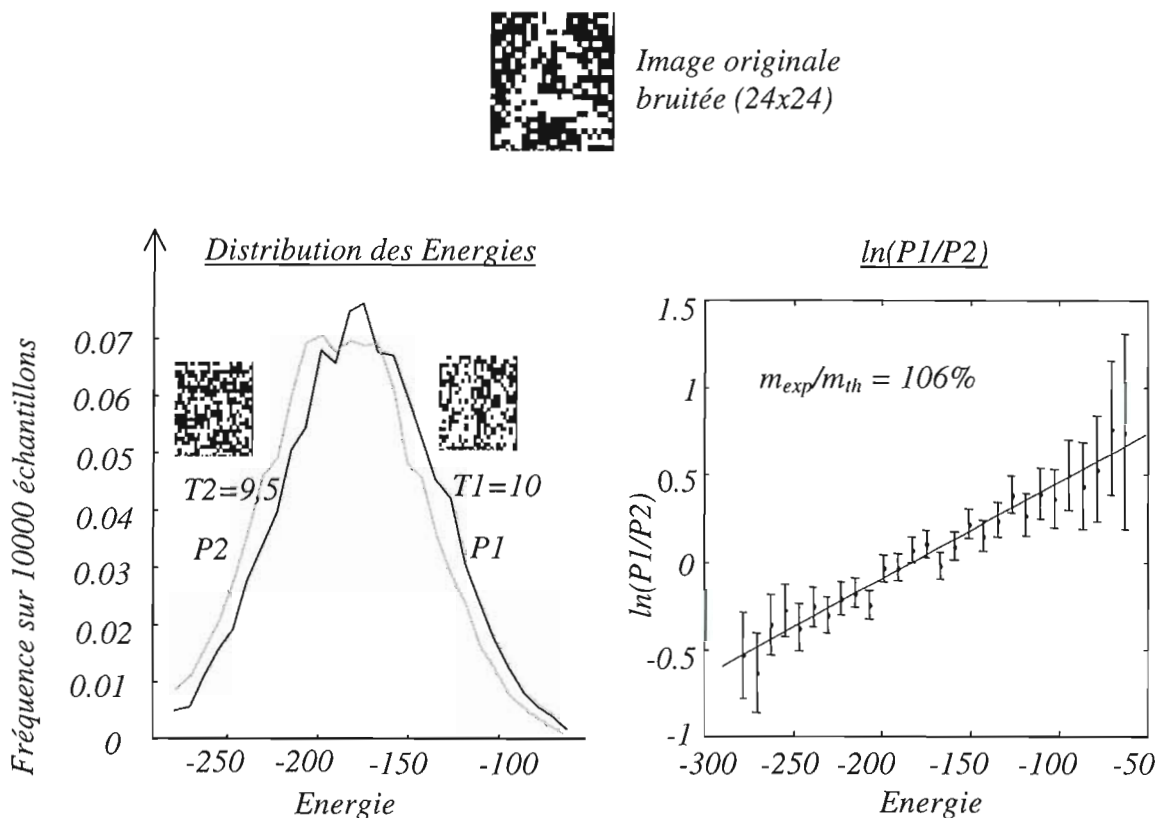 Image originale
bruitée (24x24)
Distribution des Energies
Fréquence sur 10000 échantillons
0.07
0.06
0.05
0.04
0.03
0.02
0.01
0
T2=9,5
T1=10
P2
P1
-250
-200
-150
-100
Energie
ln(P1/P2)
ln(P1/P2)
1.5
1
0.5
0
-0.5
-1
mexp/mth = 106%
-300
-250
-200
-150
-100
-50
Energie